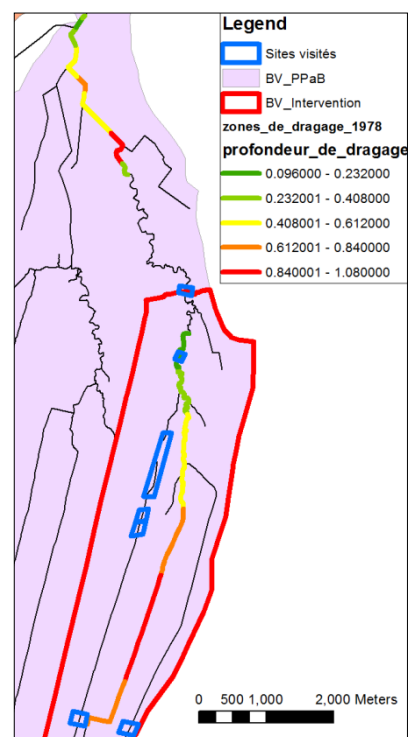 Legend
Sites visités
BV_PPaB
BV_Intervention
zones_de_dragage_1978
profondeur_de_dragage
0.096000 - 0.232000
0.232001 - 0.408000
0.408001 - 0.612000
0.612001 - 0.840000
0.840001 - 1.080000
0 500 1,000 2,000 Meters